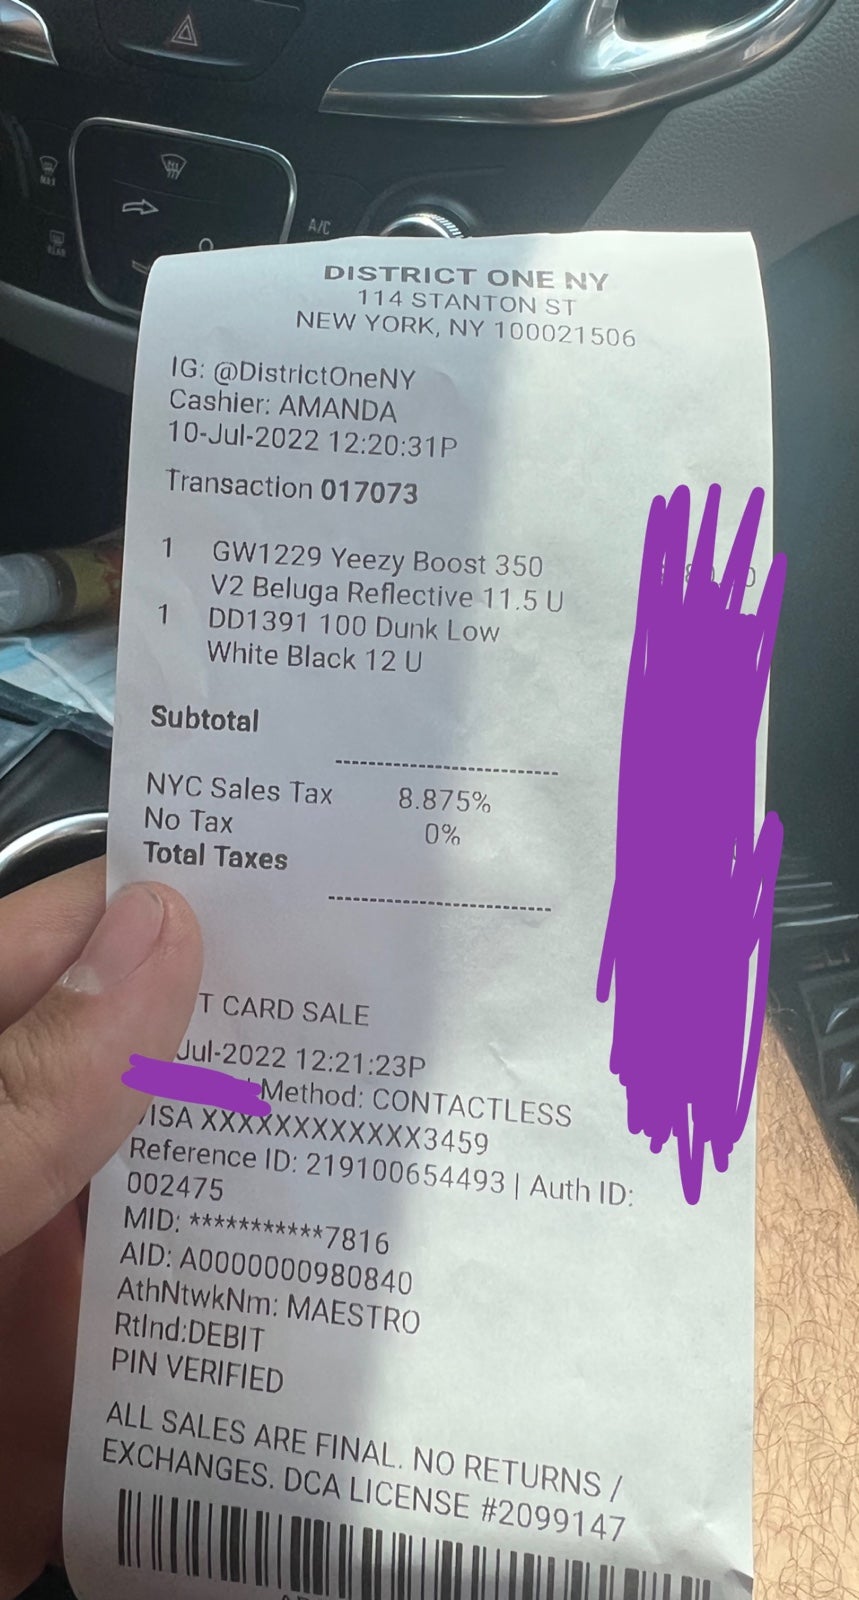 A/C
DISTRICT ONE NY
114 STANTON ST
NEW YORK, NY 100021506
IG: @DistrictOneNY
Cashier: AMANDA
10-Jul-2022 12:20:31P
Transaction 017073
1 GW1229 Yeezy Boost 350
V2 Beluga Reflective 11.5 U
1 DD1391 100 Dunk Low
White Black 12 U
Subtotal
NYC Sales Tax 8.875%
No Tax 0%
Total Taxes
T CARD SALE
Jul-2022 12:21:23P
Method: CONTACTLESS
VISA XXXXXXXXXXXX3459
Reference ID: 219100654493 | Auth ID:
002475
MID: ***********7816
AID: A0000000980840
AthNtwkNm: MAESTRO
RtInd:DEBIT
PIN VERIFIED
ALL SALES ARE FINAL. NO RETURNS /
EXCHANGES. DCA LICENSE #2099147